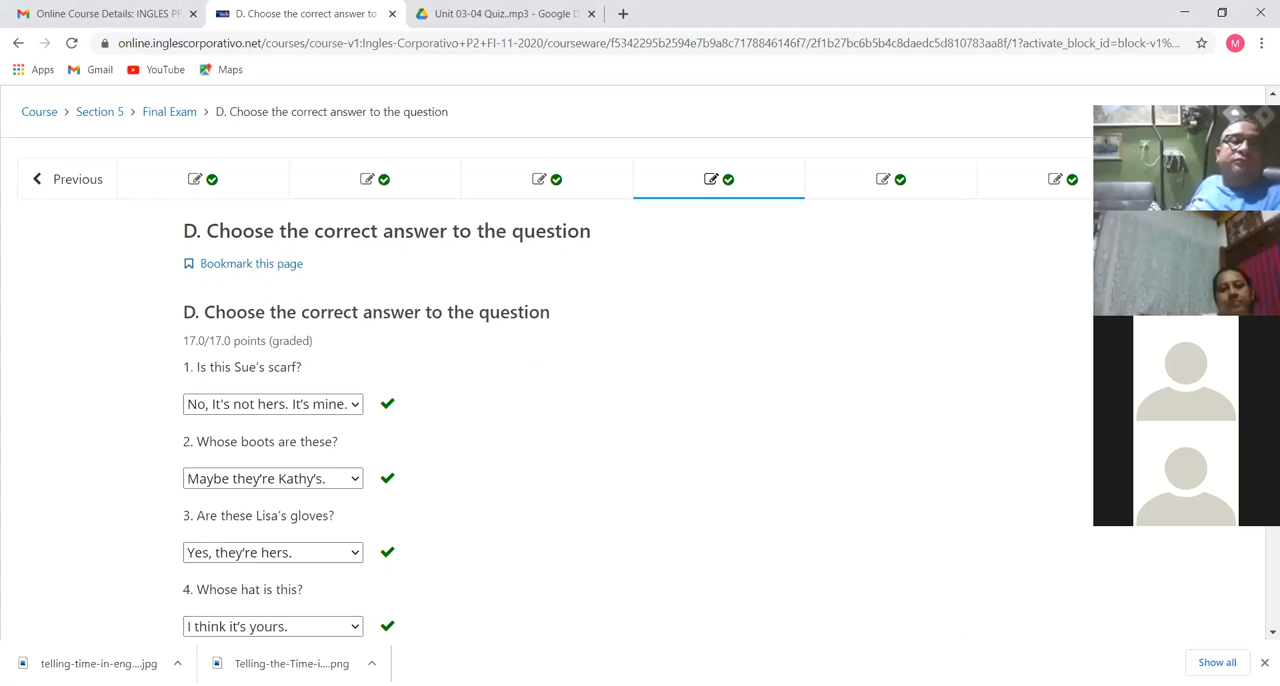 Online Course Details: INGLES PR
D. Choose the correct answer to
Unit 03-04 Quiz..mp3 - Google D
online.inglescorporativo.net/courses/course-v1:Ingles-Corporativo+P2+FI-11-2020/courseware/f5342295b2594e7b9a8c7178846146f7/2f1b27bc6b5b4c8daedc5d810783aa8f/1?activate_block_id=block-v1%...
M
Apps
Gmail
YouTube
Maps
Course > Section 5 > Final Exam > D. Choose the correct answer to the question
Previous
D. Choose the correct answer to the question
Bookmark this page
D. Choose the correct answer to the question
17.0/17.0 points (graded)
1. Is this Sue's scarf?
No, It's not hers. It's mine.
2. Whose boots are these?
Maybe they're Kathy's.
3. Are these Lisa's gloves?
Yes, they're hers.
4. Whose hat is this?
I think it's yours.
telling-time-in-eng....jpg
Telling-the-Time-i....png
Show all